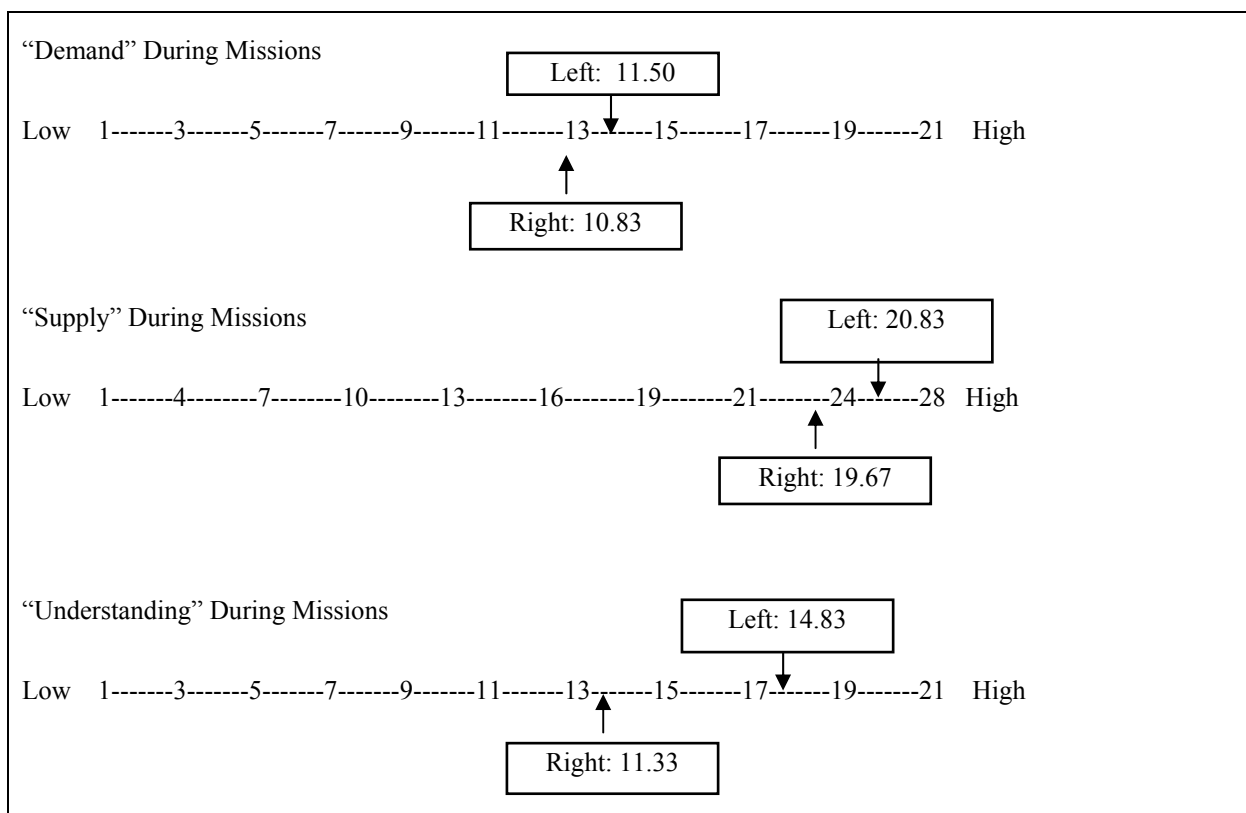 “Demand” During Missions
Left: 11.50
Low 1-------3-------5-------7-------9-------11-------13-------15-------17-------19-------21 High
Right: 10.83
“Supply” During Missions
Left: 20.83
Low 1-------4--------7--------10--------13--------16--------19--------21--------24-------28 High
Right: 19.67
“Understanding” During Missions
Left: 14.83
Low 1-------3-------5-------7-------9-------11-------13-------15-------17-------19-------21 High
Right: 11.33